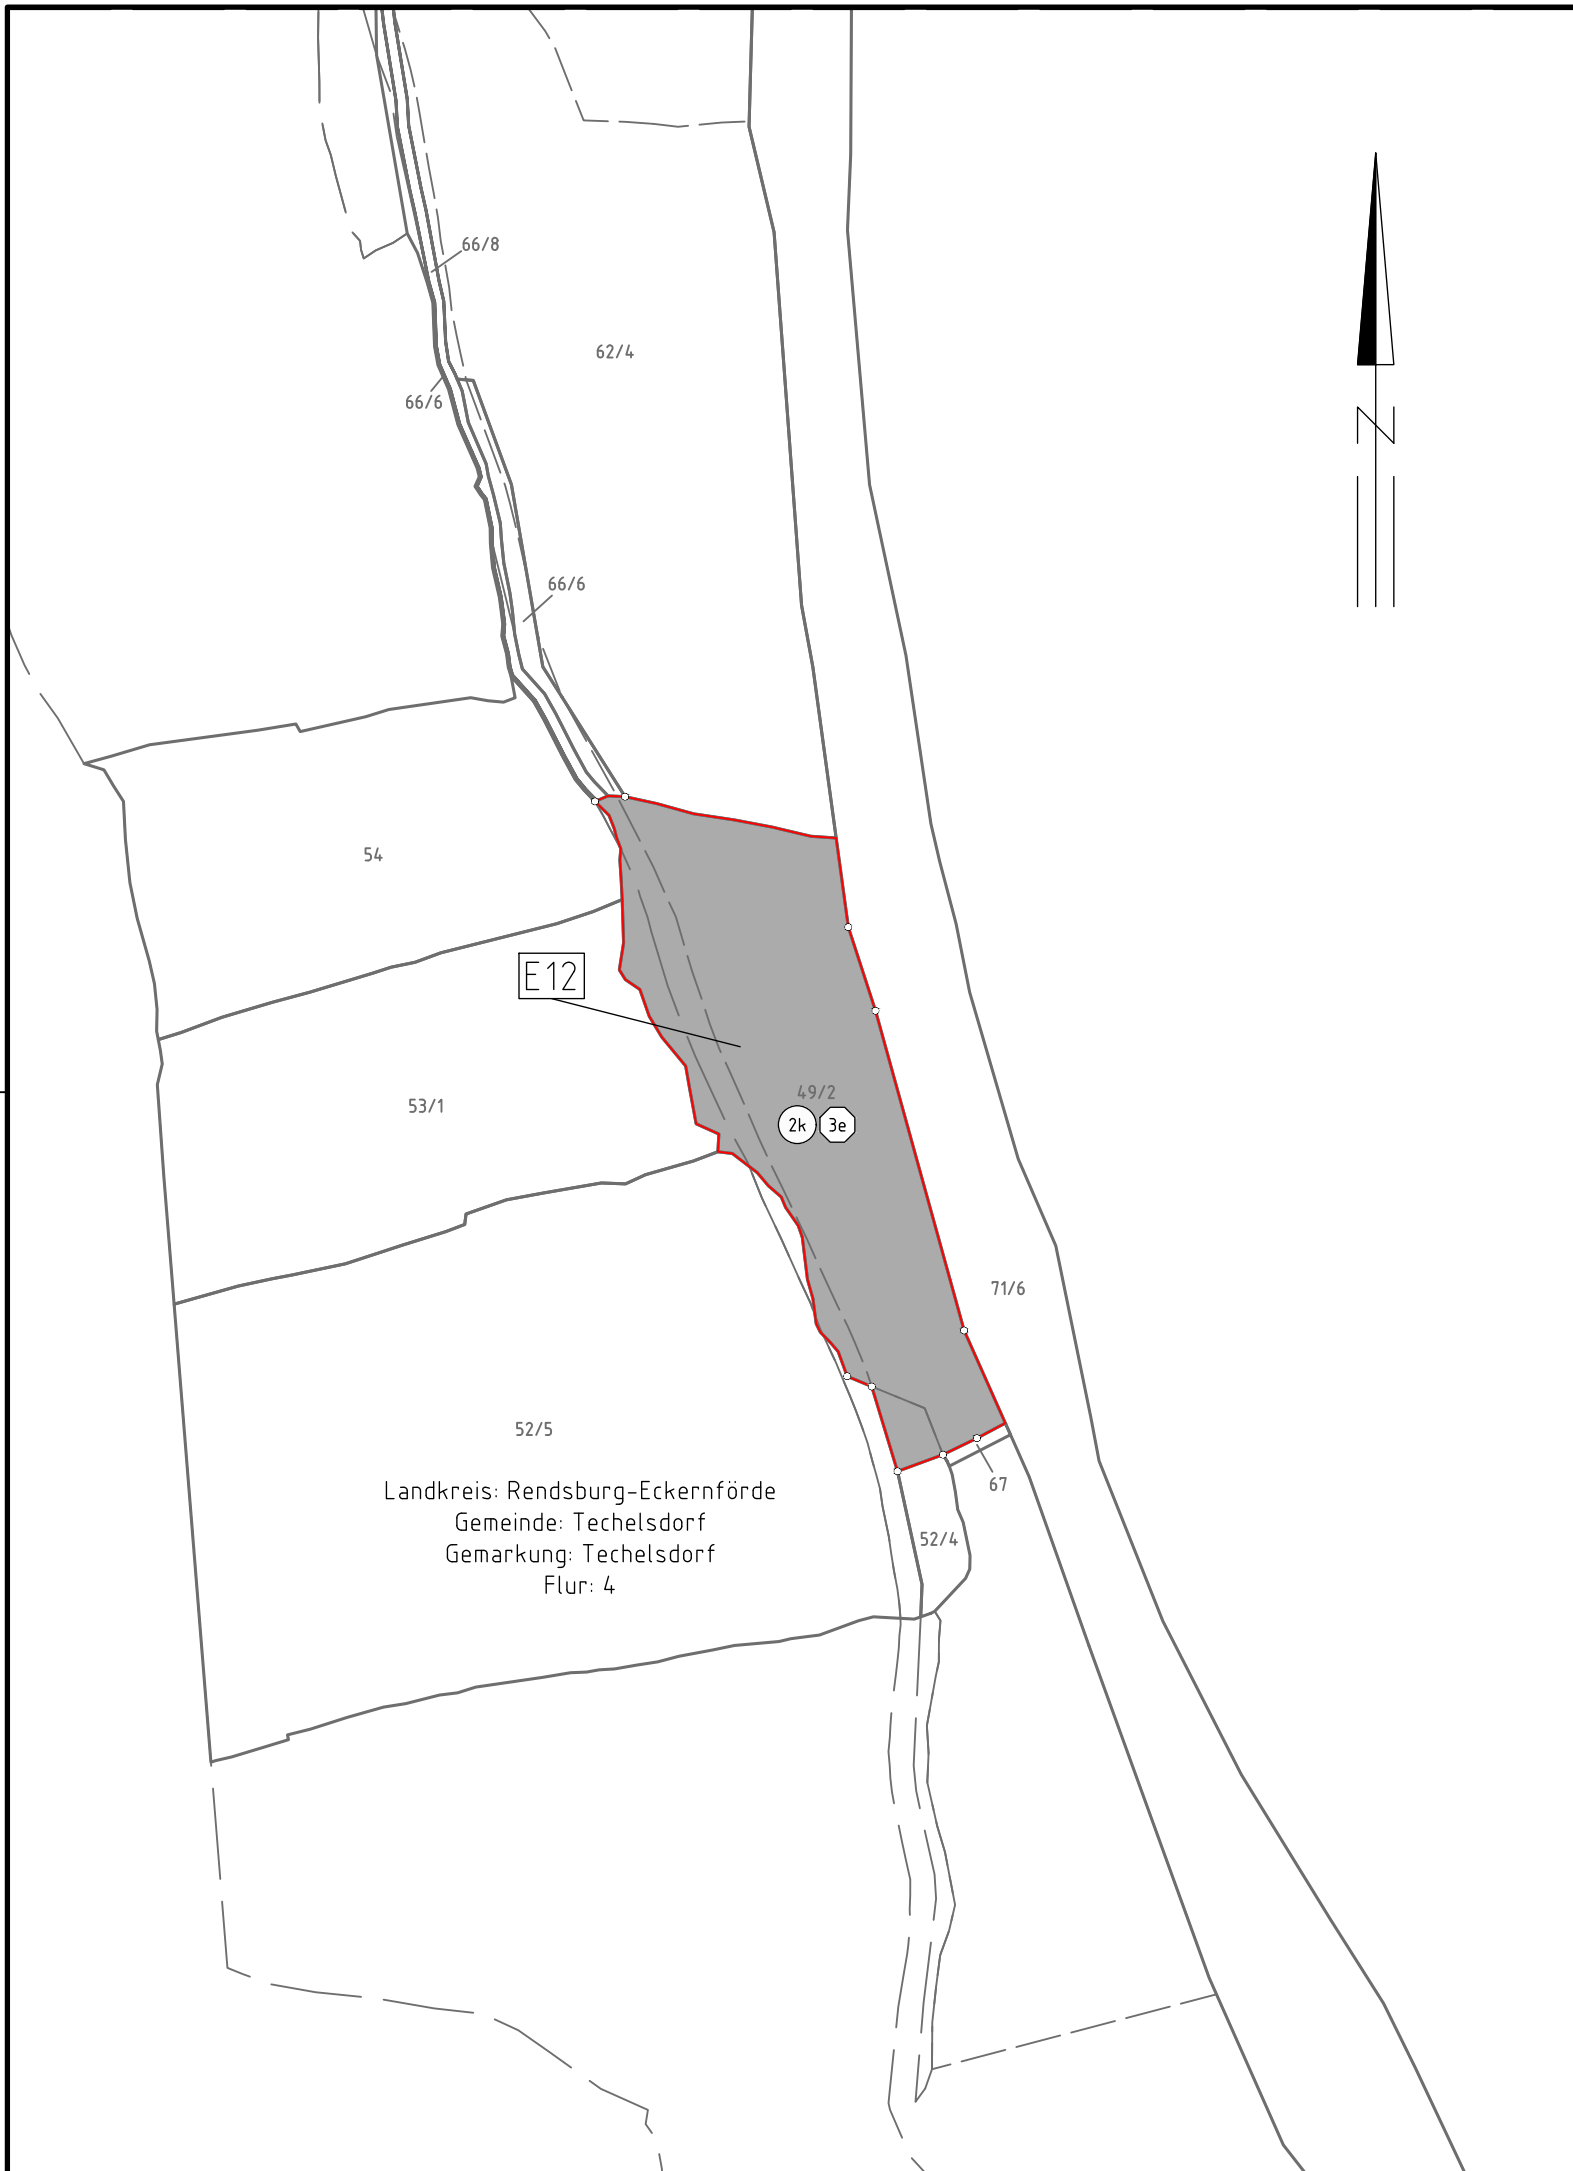 66/8
62/4
66/6
N
66/6
54
E12
49/2
53/1
2k 3e
71/6
52/5
67
Landkreis: Rendsburg-Eckernförde
Gemeinde: Techelsdorf
52/4
Gemarkung: Techelsdorf
Flur: 4